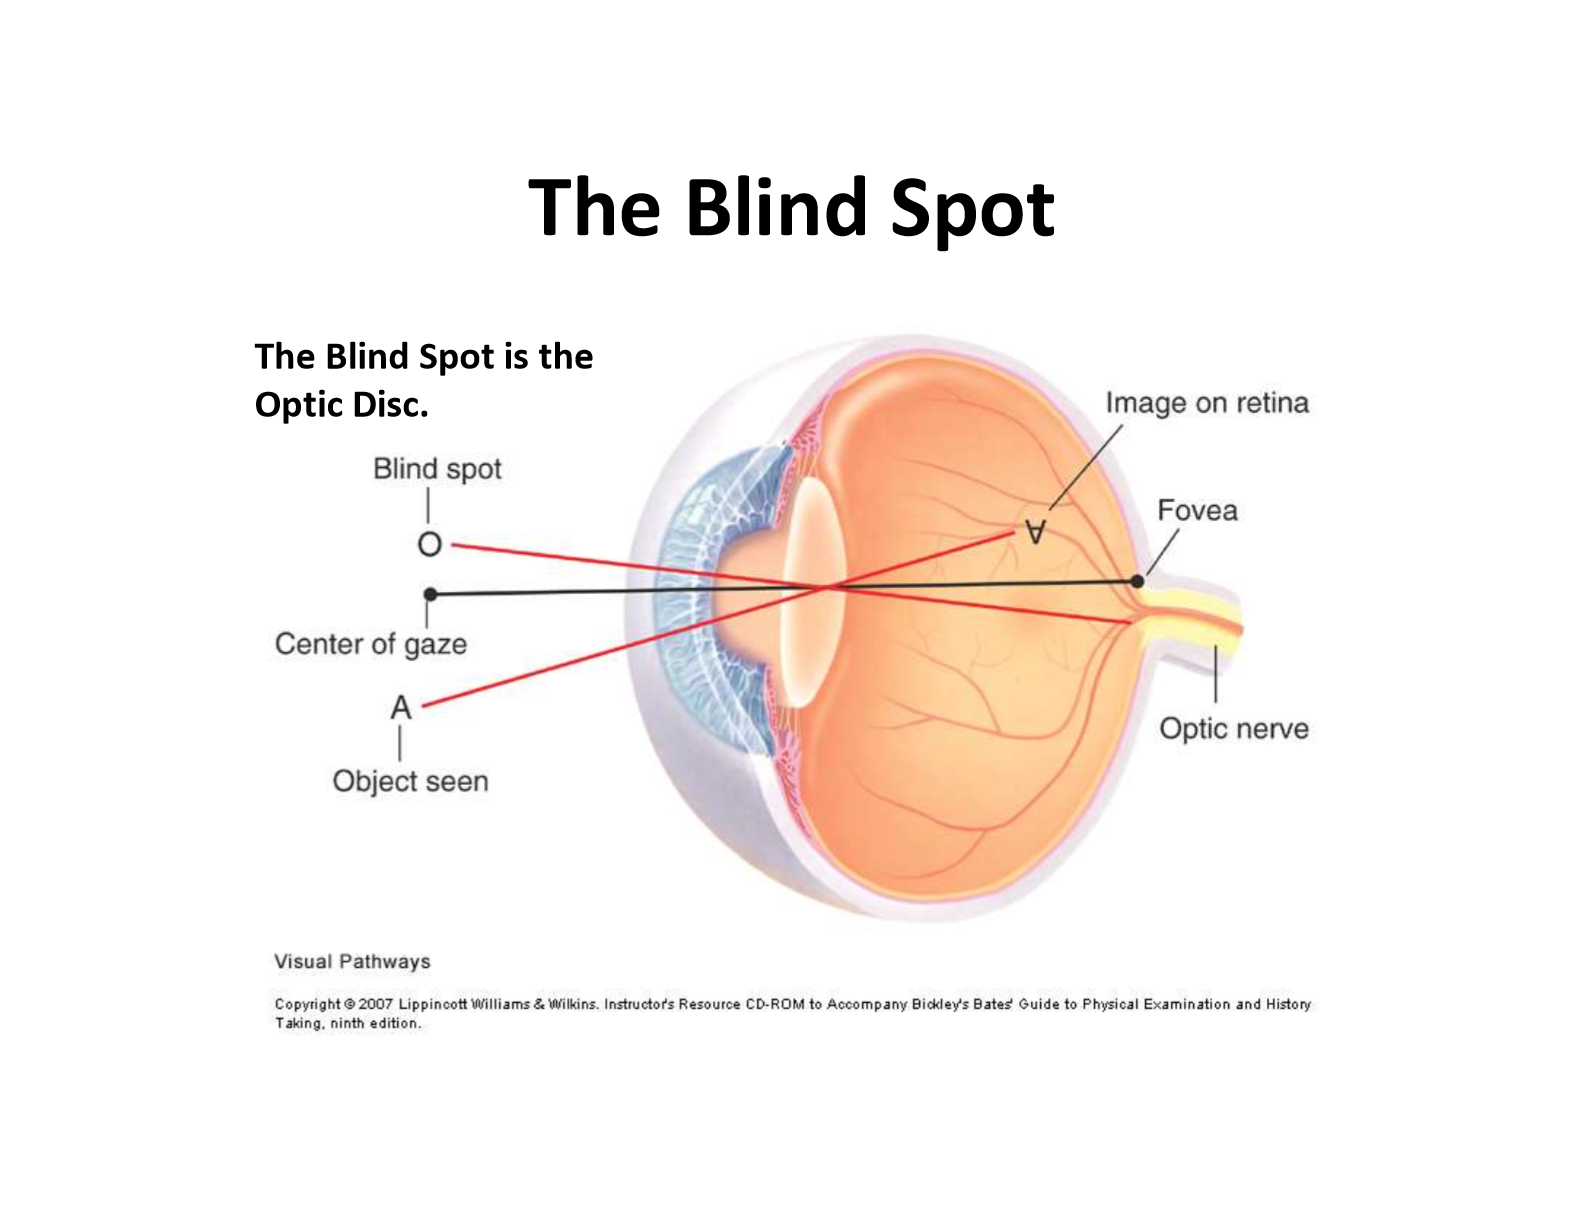 The Blind Spot
The Blind Spot is the
Optic Disc.
Image on retina
Blind spot
Fovea
O
Center of gaze
A
A
Optic nerve
Object seen
Visual Pathways
Copyright © 2007 Lippincott Williams & Wilkins. Instructor's Resource CD-ROM to Accompany Bickley's Bates' Guide to Physical Examination and History
Taking, ninth edition.